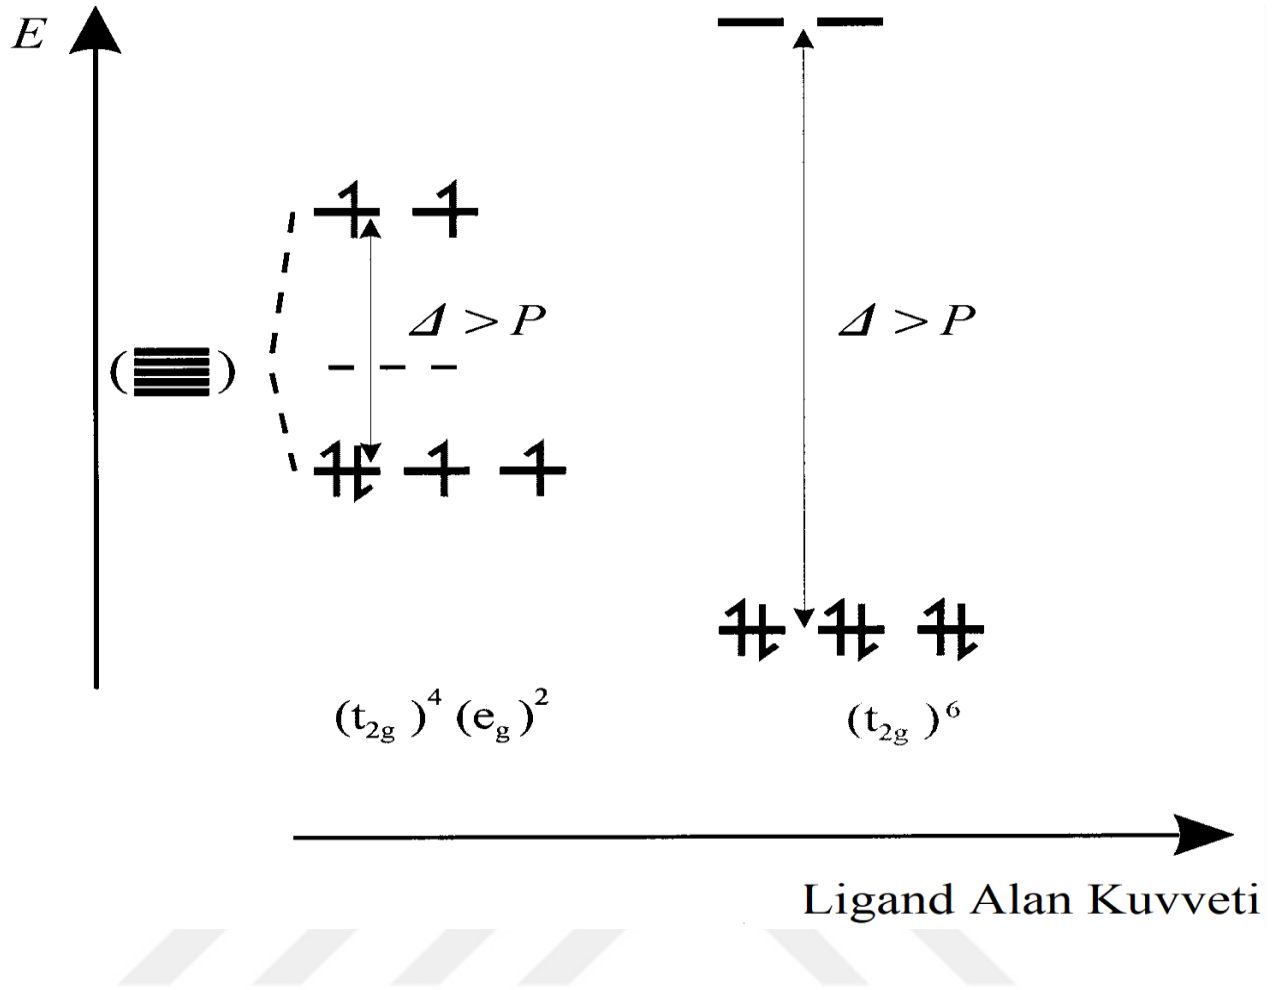 E
Δ > P
Δ > P
( )
(t₂g )⁴ (eg )²
(t₂g )⁶
Ligand Alan Kuvveti